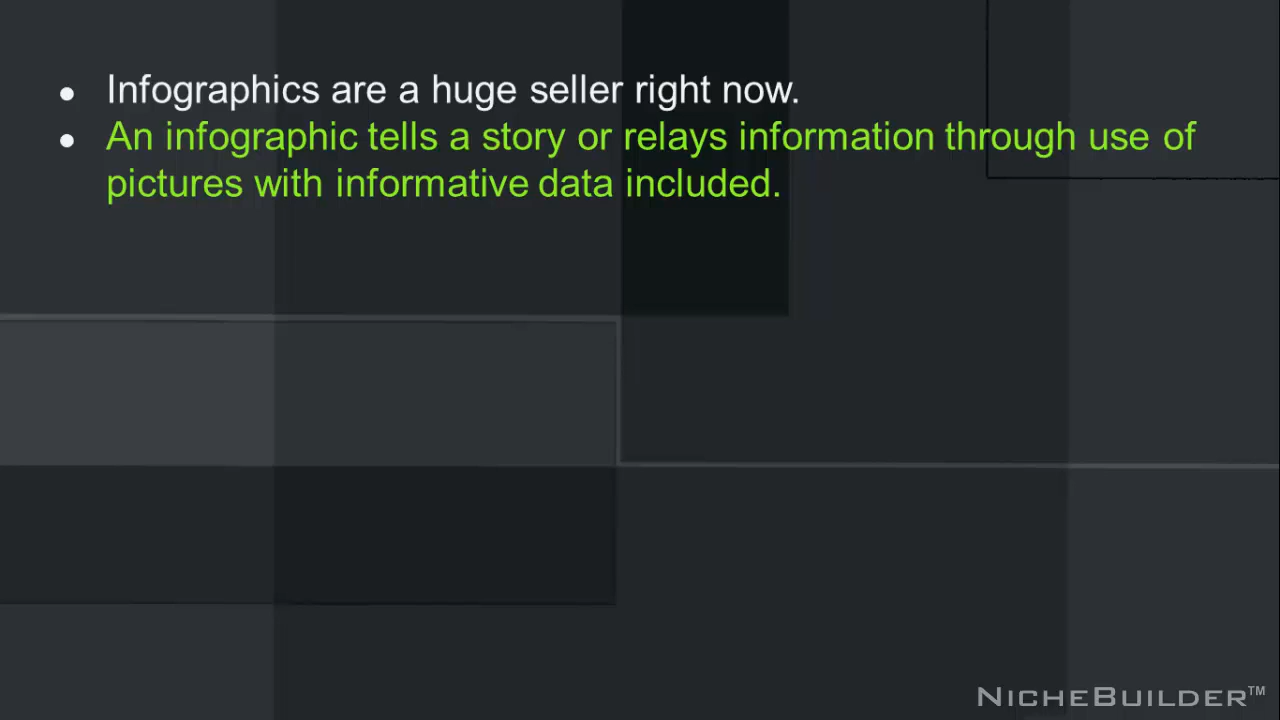 ● Infographics are a huge seller right now.
● An infographic tells a story or relays information through use of
pictures with informative data included.
NICHEBUILDER™